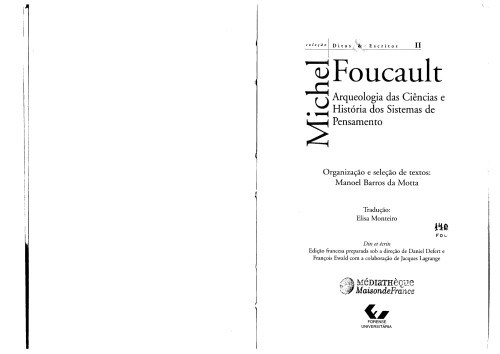 coleção Ditos & Escritos II
Michel
Foucault
Arqueologia das Ciências e
História dos Sistemas de
Pensamento
Organização e seleção de textos:
Manoel Barros da Motta
Tradução:
Elisa Monteiro
140
FOU
Dits et écrits
Edição francesa preparada sob a direção de Daniel Defert e
François Ewald com a colaboração de Jacques Lagrange
MÉDIATHÈQUE
MaisondeFrance
FORENSE
UNIVERSITÁRIA